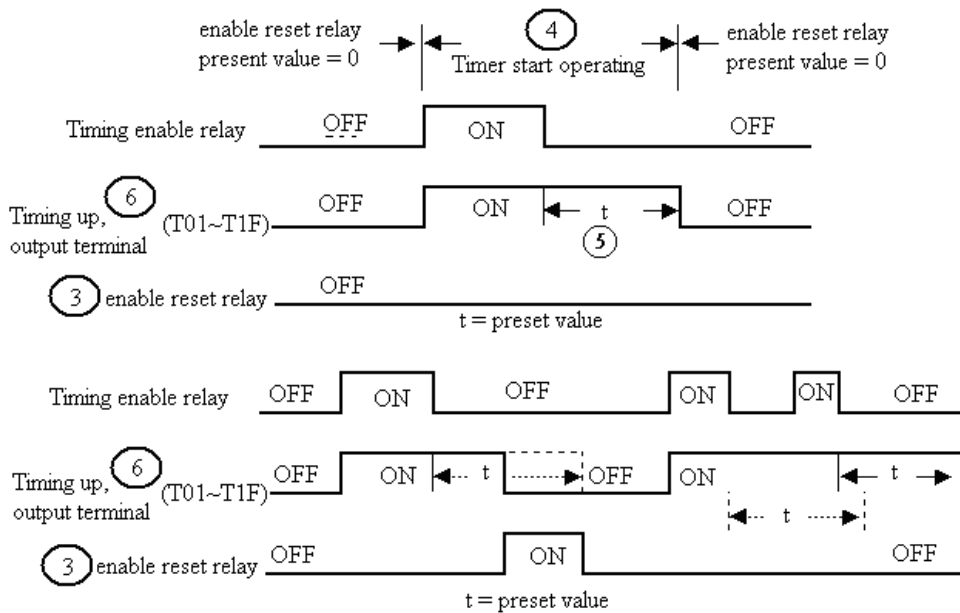 enable reset relay
present value = 0
4
Timer start operating
enable reset relay
present value = 0
Timing enable relay
OFF
ON
OFF
Timing up,
output terminal
6
(T01~T1F)
OFF
ON
t
5
OFF
3
enable reset relay
OFF
t = preset value
Timing enable relay
OFF
ON
OFF
ON
ON
OFF
Timing up,
output terminal
6
(T01~T1F)
OFF
ON
t
OFF
ON
t
t
3
enable reset relay
OFF
ON
OFF
t = preset value